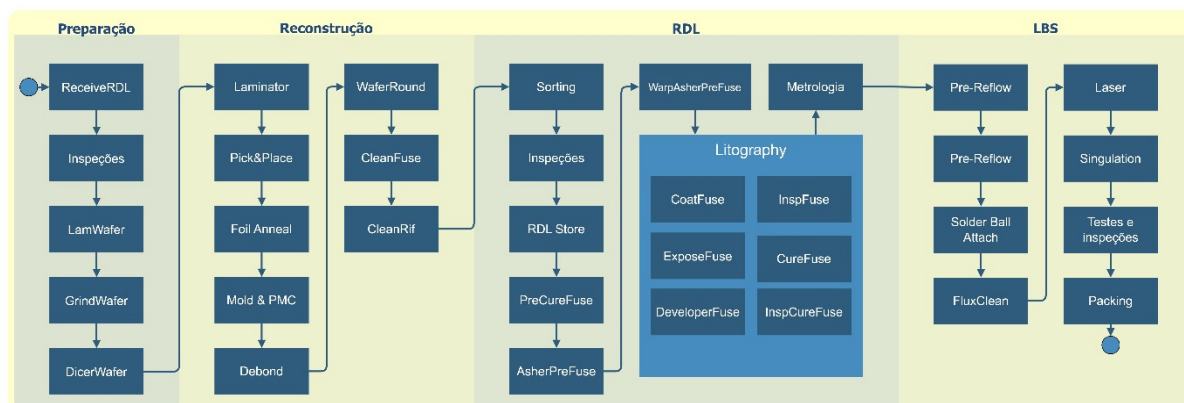 Preparação
ReceiveRDL
Inspeções
LamWafer
GrindWafer
DicerWafer
Reconstrução
Laminator
Pick&Place
Foil Anneal
Mold & PMC
Debond
WaferRound
CleanFuse
CleanRif
RDL
Sorting
Inspeções
RDL Store
PreCureFuse
AsherPreFuse
WarpAsherPreFuse
Litography
CoatFuse
ExposeFuse
DeveloperFuse
InspFuse
CureFuse
InspCureFuse
Metrologia
LBS
Pre-Reflow
Pre-Reflow
Solder Ball
Attach
FluxClean
Laser
Singulation
Testes e
inspeções
Packing